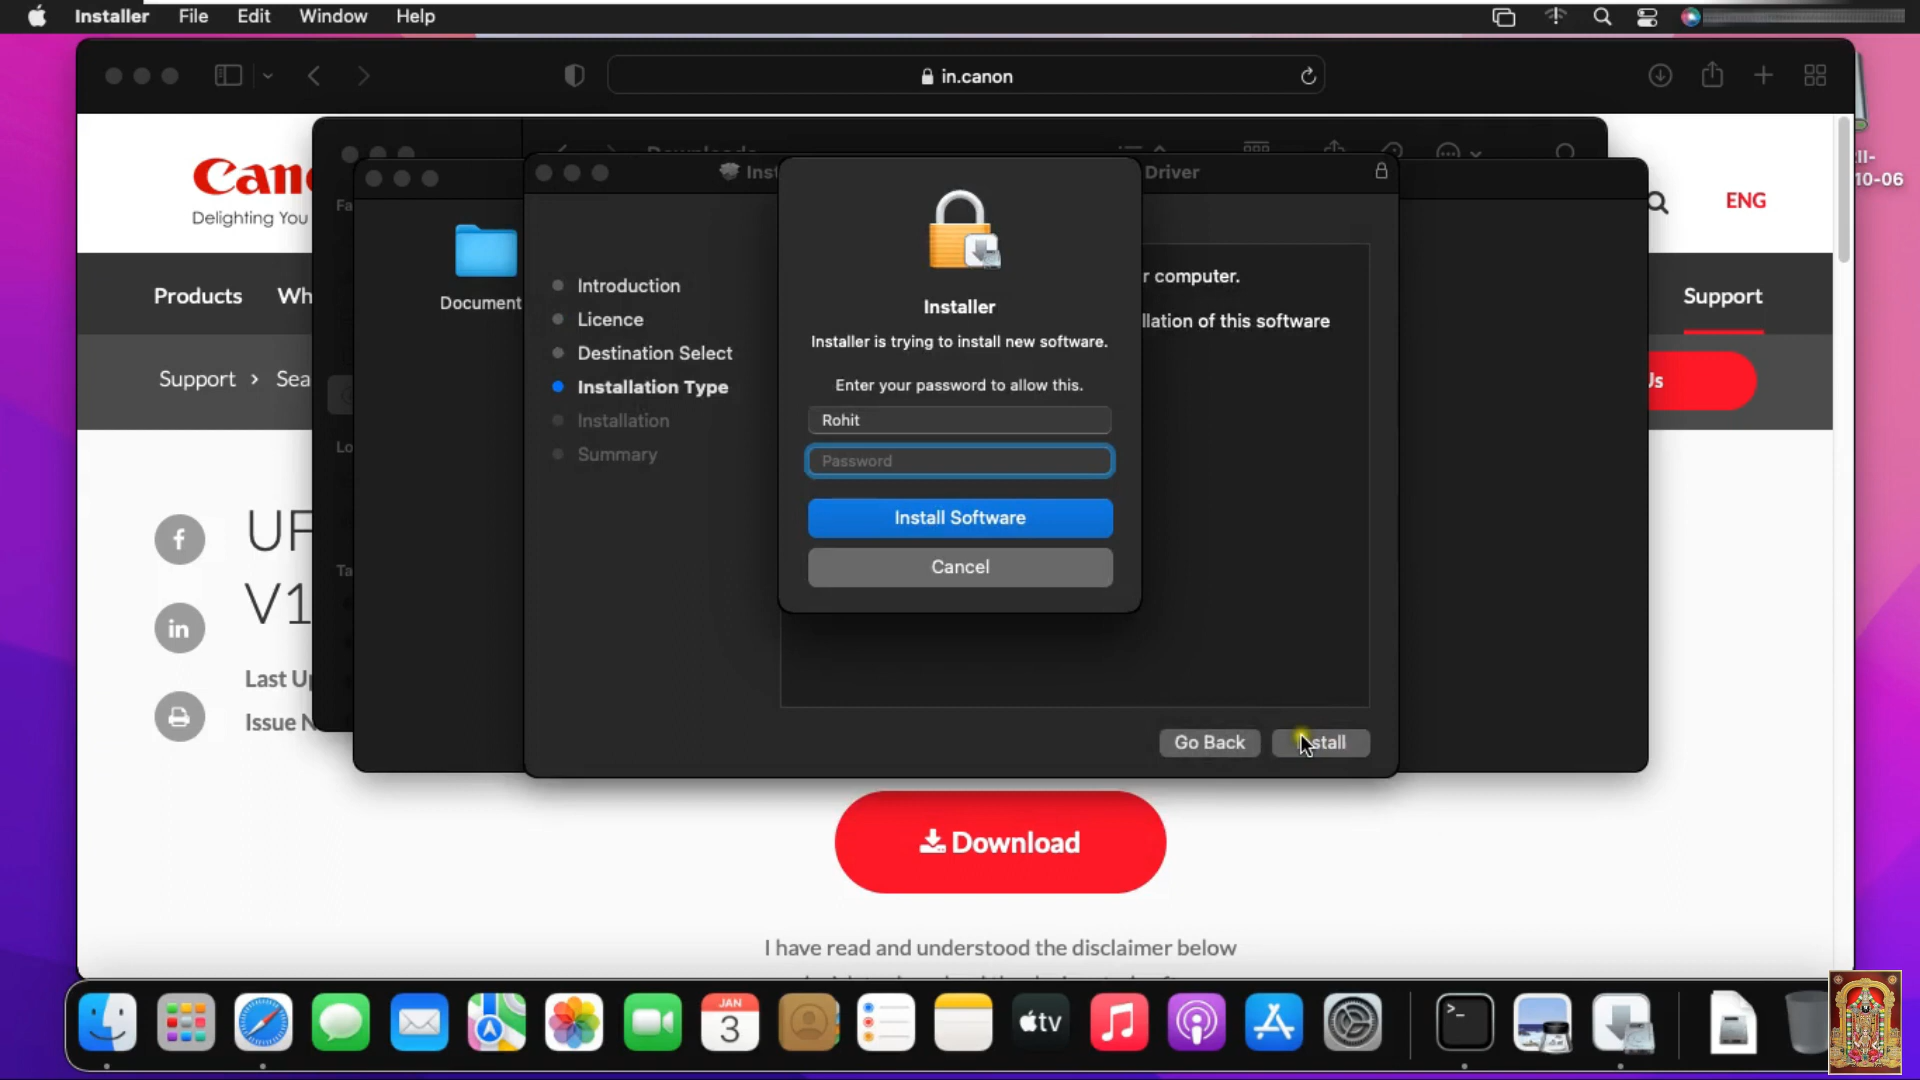 Installer File Edit Window Help
in.canon
Delighting You
ENG
Products
Support
Support > Sea
Downloads
Driver
Document
Introduction
Licence
Destination Select
Installation Type
Installation
Summary
r computer.
llation of this software
Installer
Installer is trying to install new software.
Enter your password to allow this.
Rohit
Password
Install Software
Cancel
Go Back
UF
V1
Last Up
Issue N
Download
I have read and understood the disclaimer below
10-06
JAN
3
tv